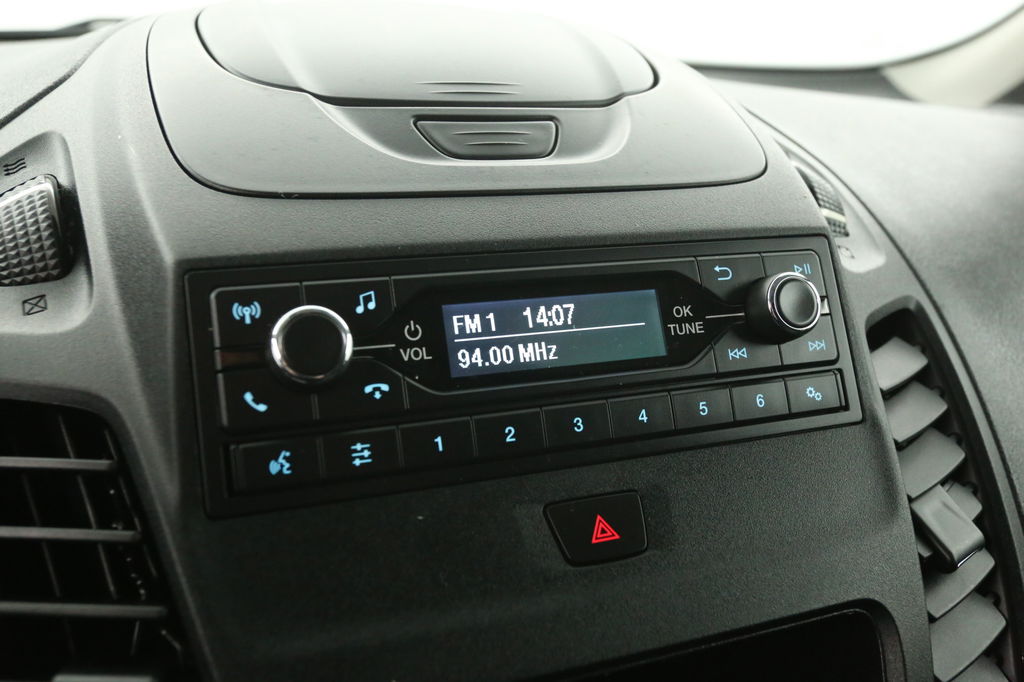 FM 1 14:07
94.00 MHz
VOL
OK
TUNE
1 2 3 4 5 6